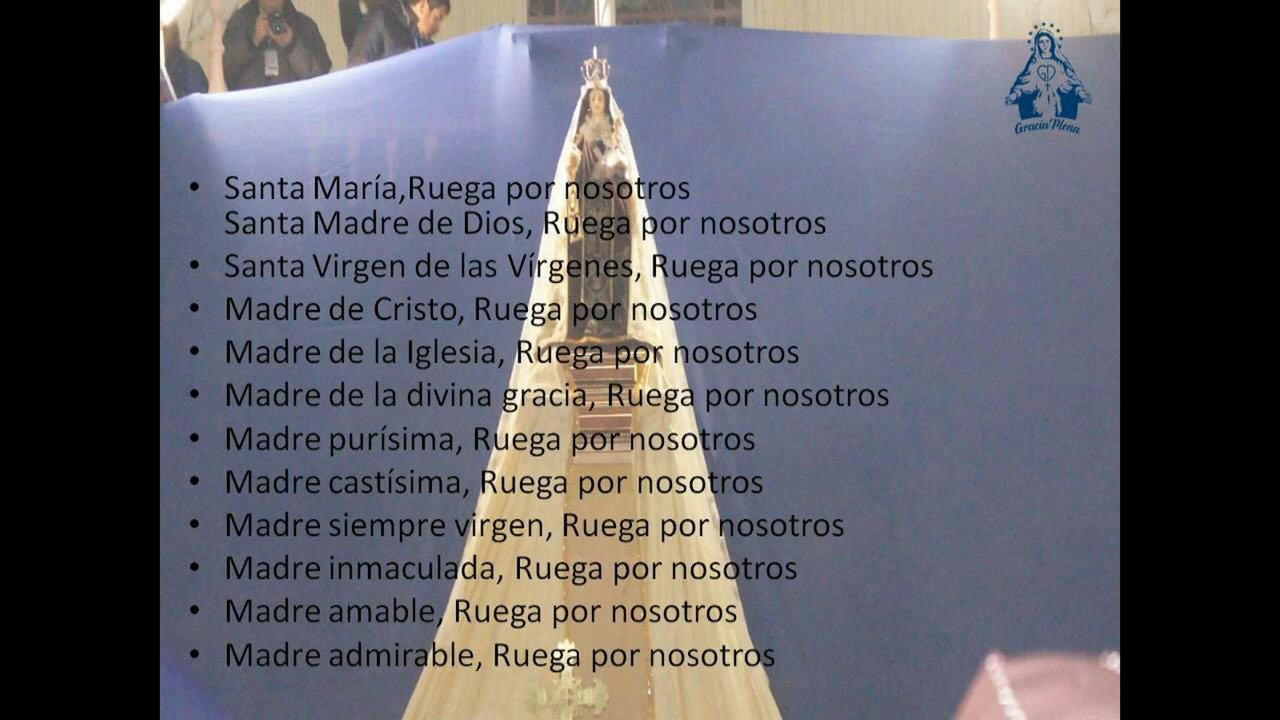 Gracia Plena
• Santa María,Ruega por nosotros
Santa Madre de Dios, Ruega por nosotros
• Santa Virgen de las Vírgenes, Ruega por nosotros
• Madre de Cristo, Ruega por nosotros
• Madre de la Iglesia, Ruega por nosotros
• Madre de la divina gracia, Ruega por nosotros
• Madre purísima, Ruega por nosotros
• Madre castísima, Ruega por nosotros
• Madre siempre virgen, Ruega por nosotros
• Madre inmaculada, Ruega por nosotros
• Madre amable, Ruega por nosotros
• Madre admirable, Ruega por nosotros